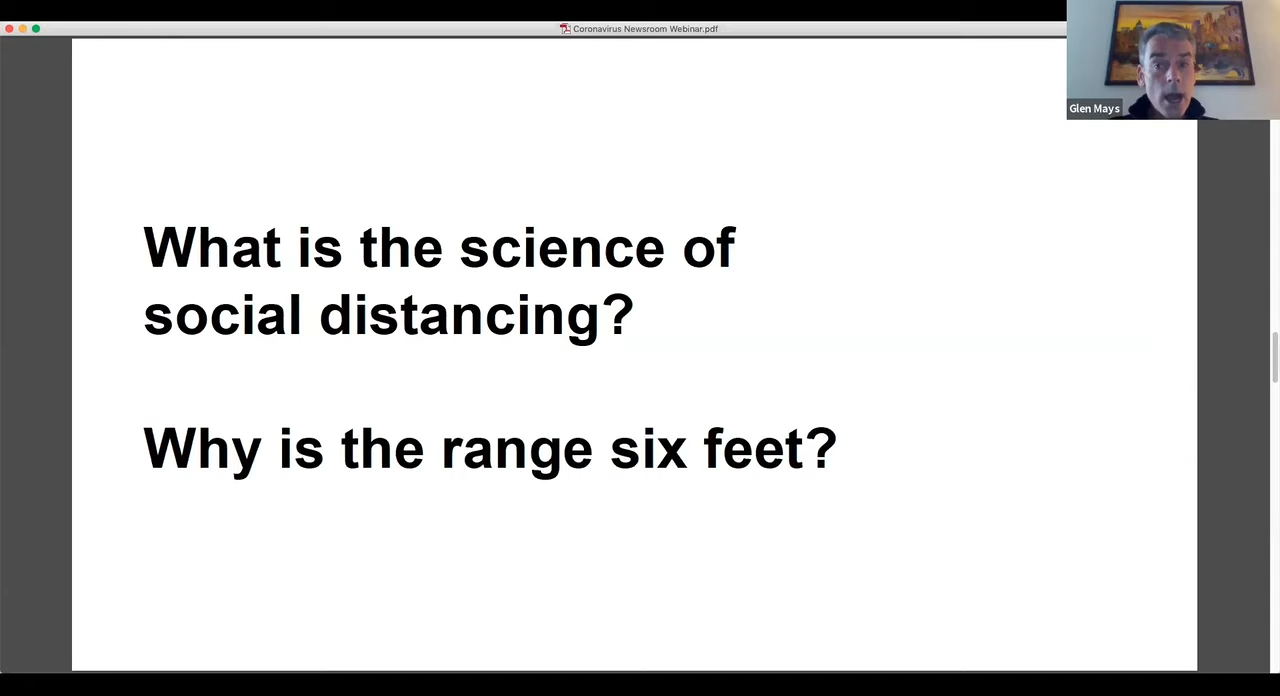 Coronavirus Newsroom Webinar.pdf
Glen Mays
What is the science of
social distancing?
Why is the range six feet?